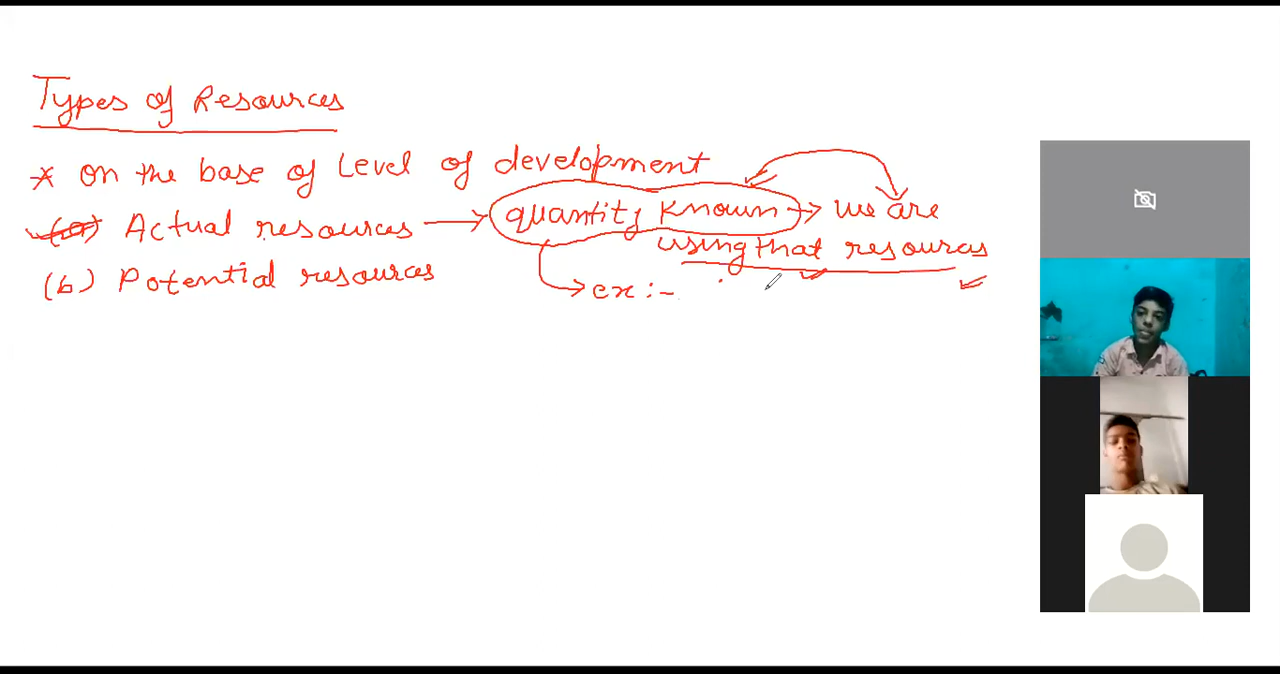 Types of Resources
* on the base of Level of development
(a) Actual resources → quantity known → we are
using that resources
(b) Potential resources
→ ex :-